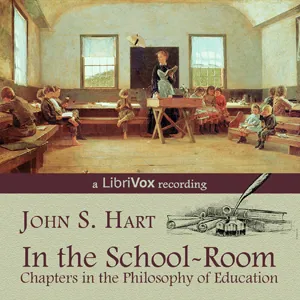 a LibriVox recording
JOHN S. HART
In the School-Room
Chapters in the Philosophy of Education